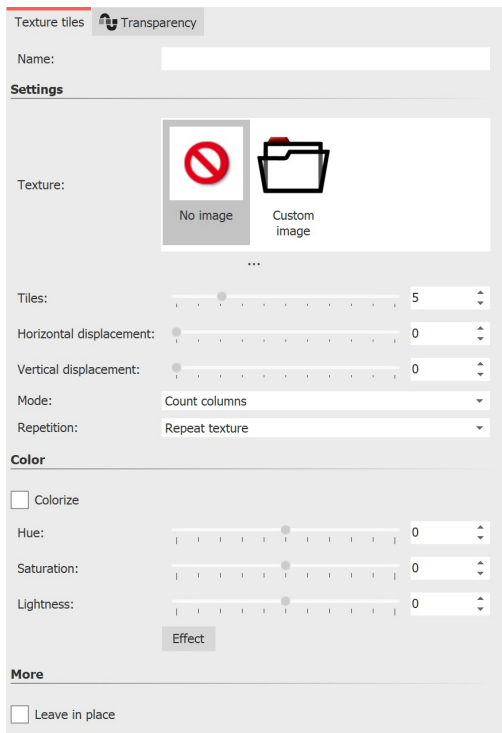 Texture tiles Transparency
Name:
Settings
Texture:
No image
Custom
image
...
Tiles: 5
Horizontal displacement: 0
Vertical displacement: 0
Mode: Count columns
Repetition: Repeat texture
Color
Colorize
Hue: 0
Saturation: 0
Lightness: 0
Effect
More
Leave in place